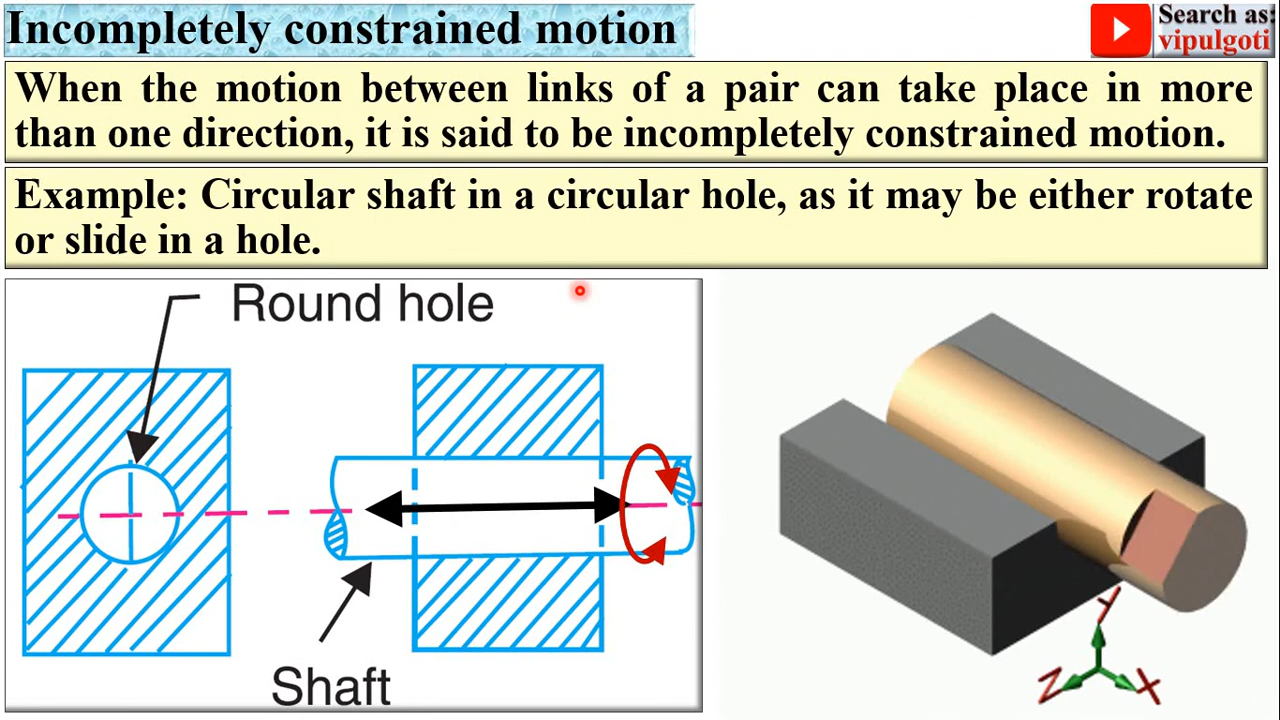 Incompletely constrained motion
Search as:
vipulgoti
When the motion between links of a pair can take place in more
than one direction, it is said to be incompletely constrained motion.
Example: Circular shaft in a circular hole, as it may be either rotate
or slide in a hole.
Round hole
Shaft
Y
Z
X